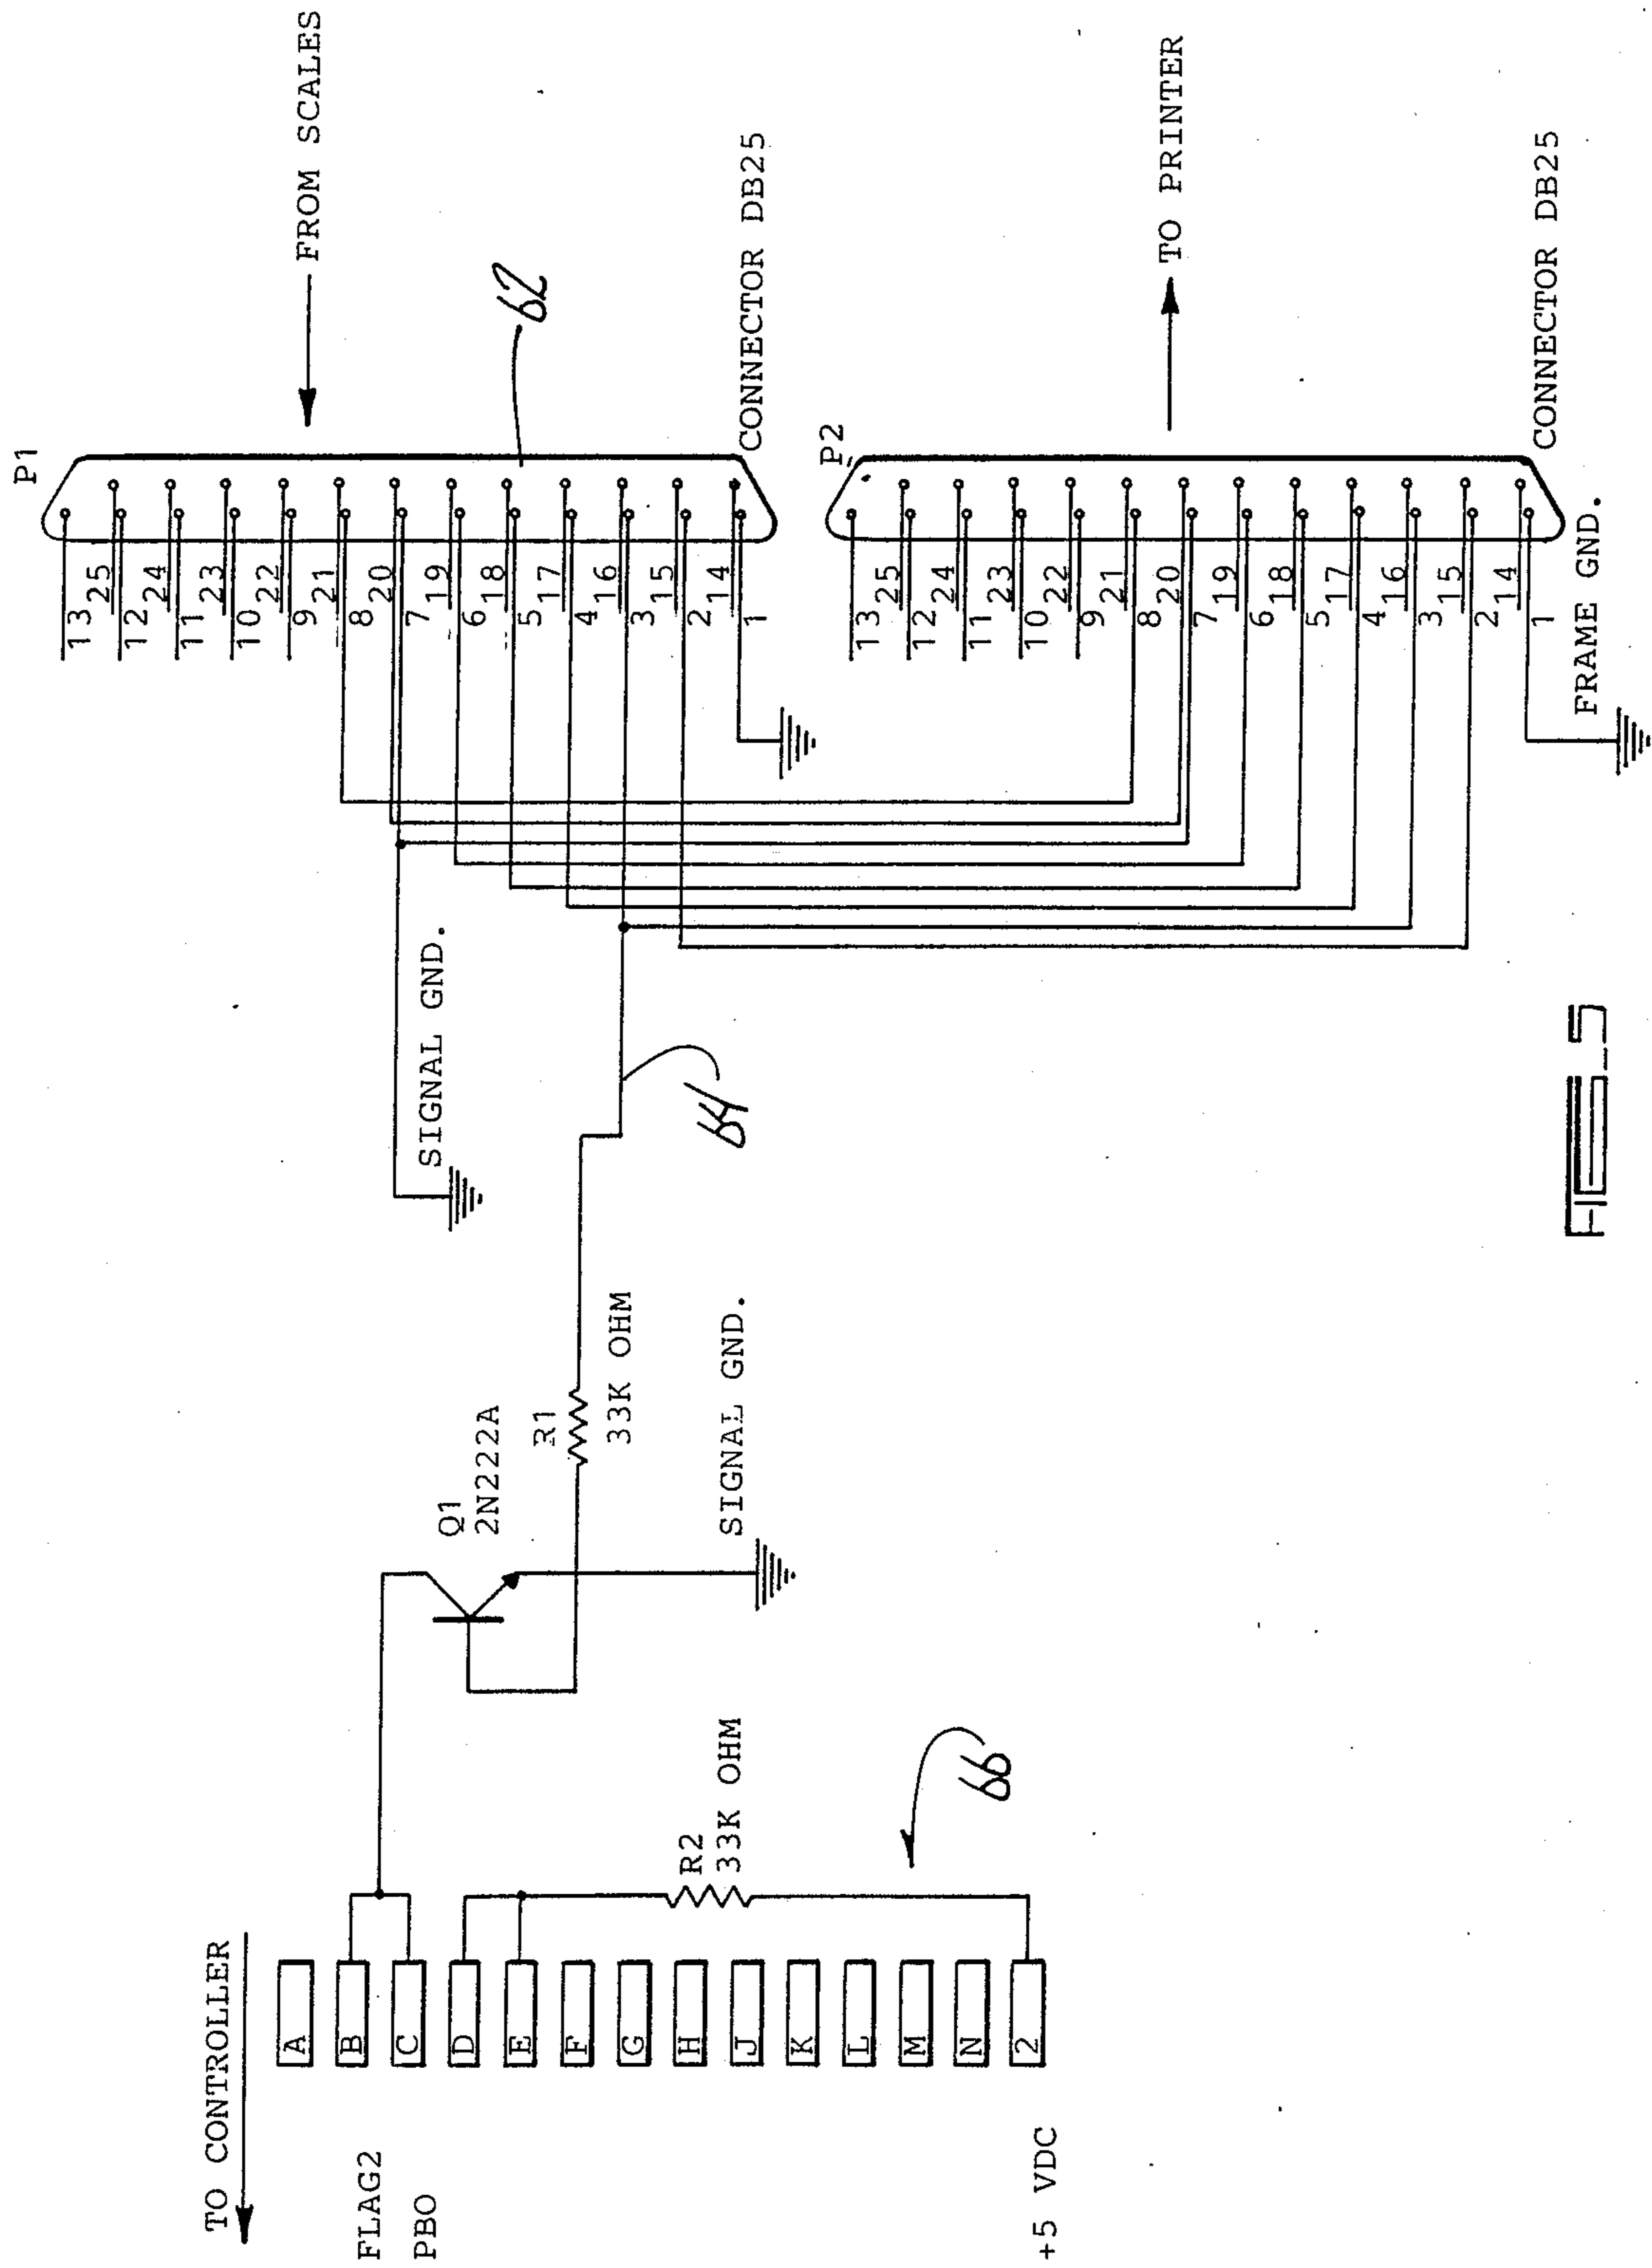 TO CONTROLLER
FLAG2
PBO
+5 VDC
A
B
C
D
E
F
G
H
J
K
L
M
N
2
R2
33K OHM
66
Q1
2N222A
R1
33K OHM
SIGNAL GND.
SIGNAL GND.
64
P1
13
25
12
24
11
23
10
22
9
21
8
20
7
19
6
18
5
17
4
16
3
15
2
14
1
FROM SCALES
62
CONNECTOR DB25
P2
13
25
12
24
11
23
10
22
9
21
8
20
7
19
6
18
5
17
4
16
3
15
2
14
1
FRAME GND.
TO PRINTER
CONNECTOR DB25
FIG_5